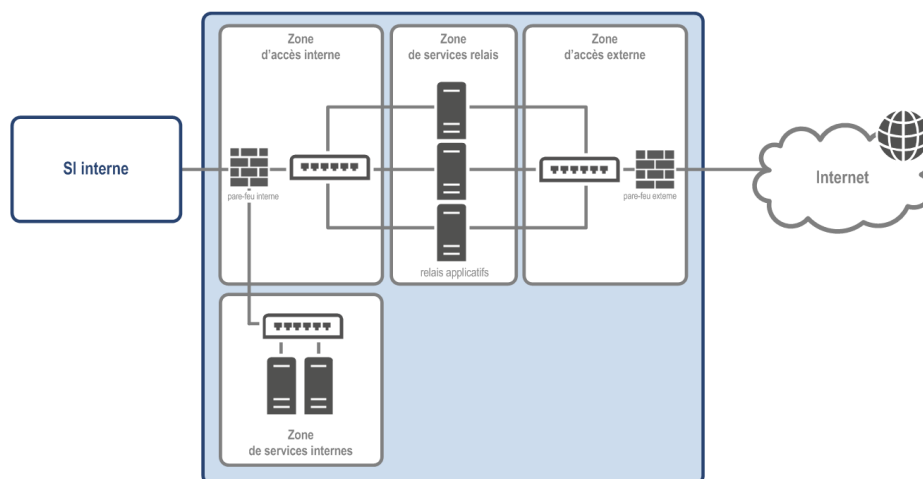 Zone
d'accès interne
Zone
de services relais
Zone
d'accès externe
SI interne
pare-feu interne
pare-feu externe
Internet
relais applicatifs
Zone
de services internes